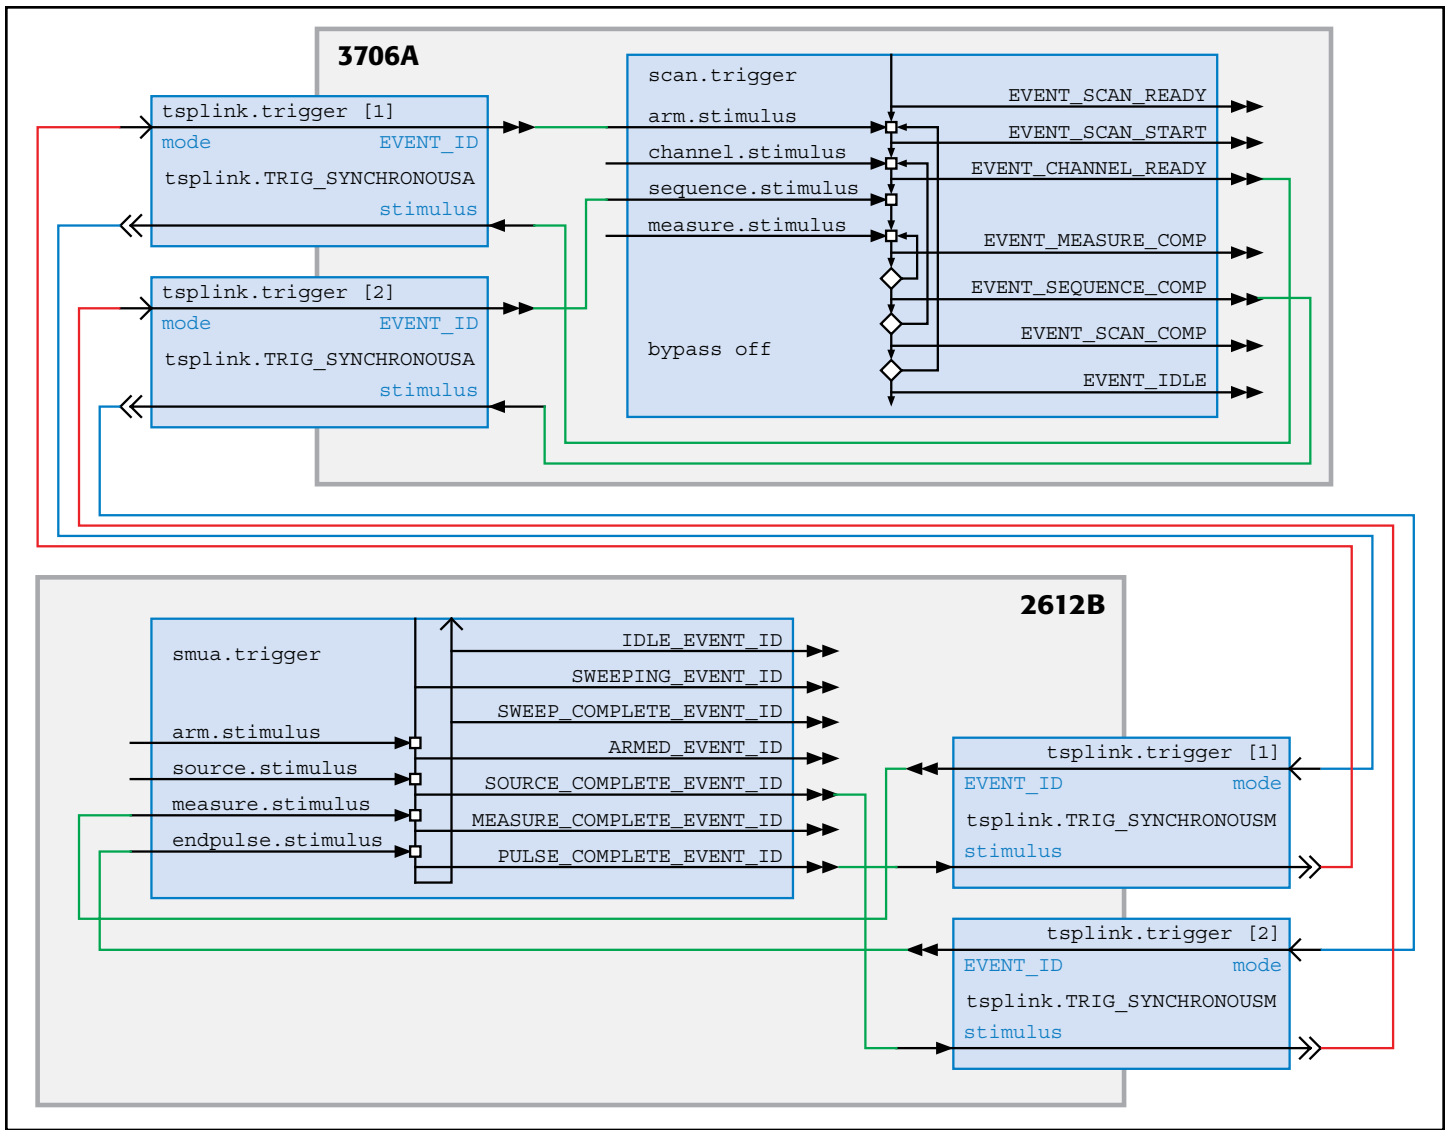 3706A
tsplink.trigger [1]
mode EVENT_ID
tsplink.TRIG_SYNCHRONOUSA
stimulus
tsplink.trigger [2]
mode EVENT_ID
tsplink.TRIG_SYNCHRONOUSA
stimulus
scan.trigger
arm.stimulus
channel.stimulus
sequence.stimulus
measure.stimulus
bypass off
EVENT_SCAN_READY
EVENT_SCAN_START
EVENT_CHANNEL_READY
EVENT_MEASURE_COMP
EVENT_SEQUENCE_COMP
EVENT_SCAN_COMP
EVENT_IDLE
2612B
smua.trigger
arm.stimulus
source.stimulus
measure.stimulus
endpulse.stimulus
IDLE_EVENT_ID
SWEEPING_EVENT_ID
SWEEP_COMPLETE_EVENT_ID
ARMED_EVENT_ID
SOURCE_COMPLETE_EVENT_ID
MEASURE_COMPLETE_EVENT_ID
PULSE_COMPLETE_EVENT_ID
tsplink.trigger [1]
EVENT_ID mode
tsplink.TRIG_SYNCHRONOUSM
stimulus
tsplink.trigger [2]
EVENT_ID mode
tsplink.TRIG_SYNCHRONOUSM
stimulus